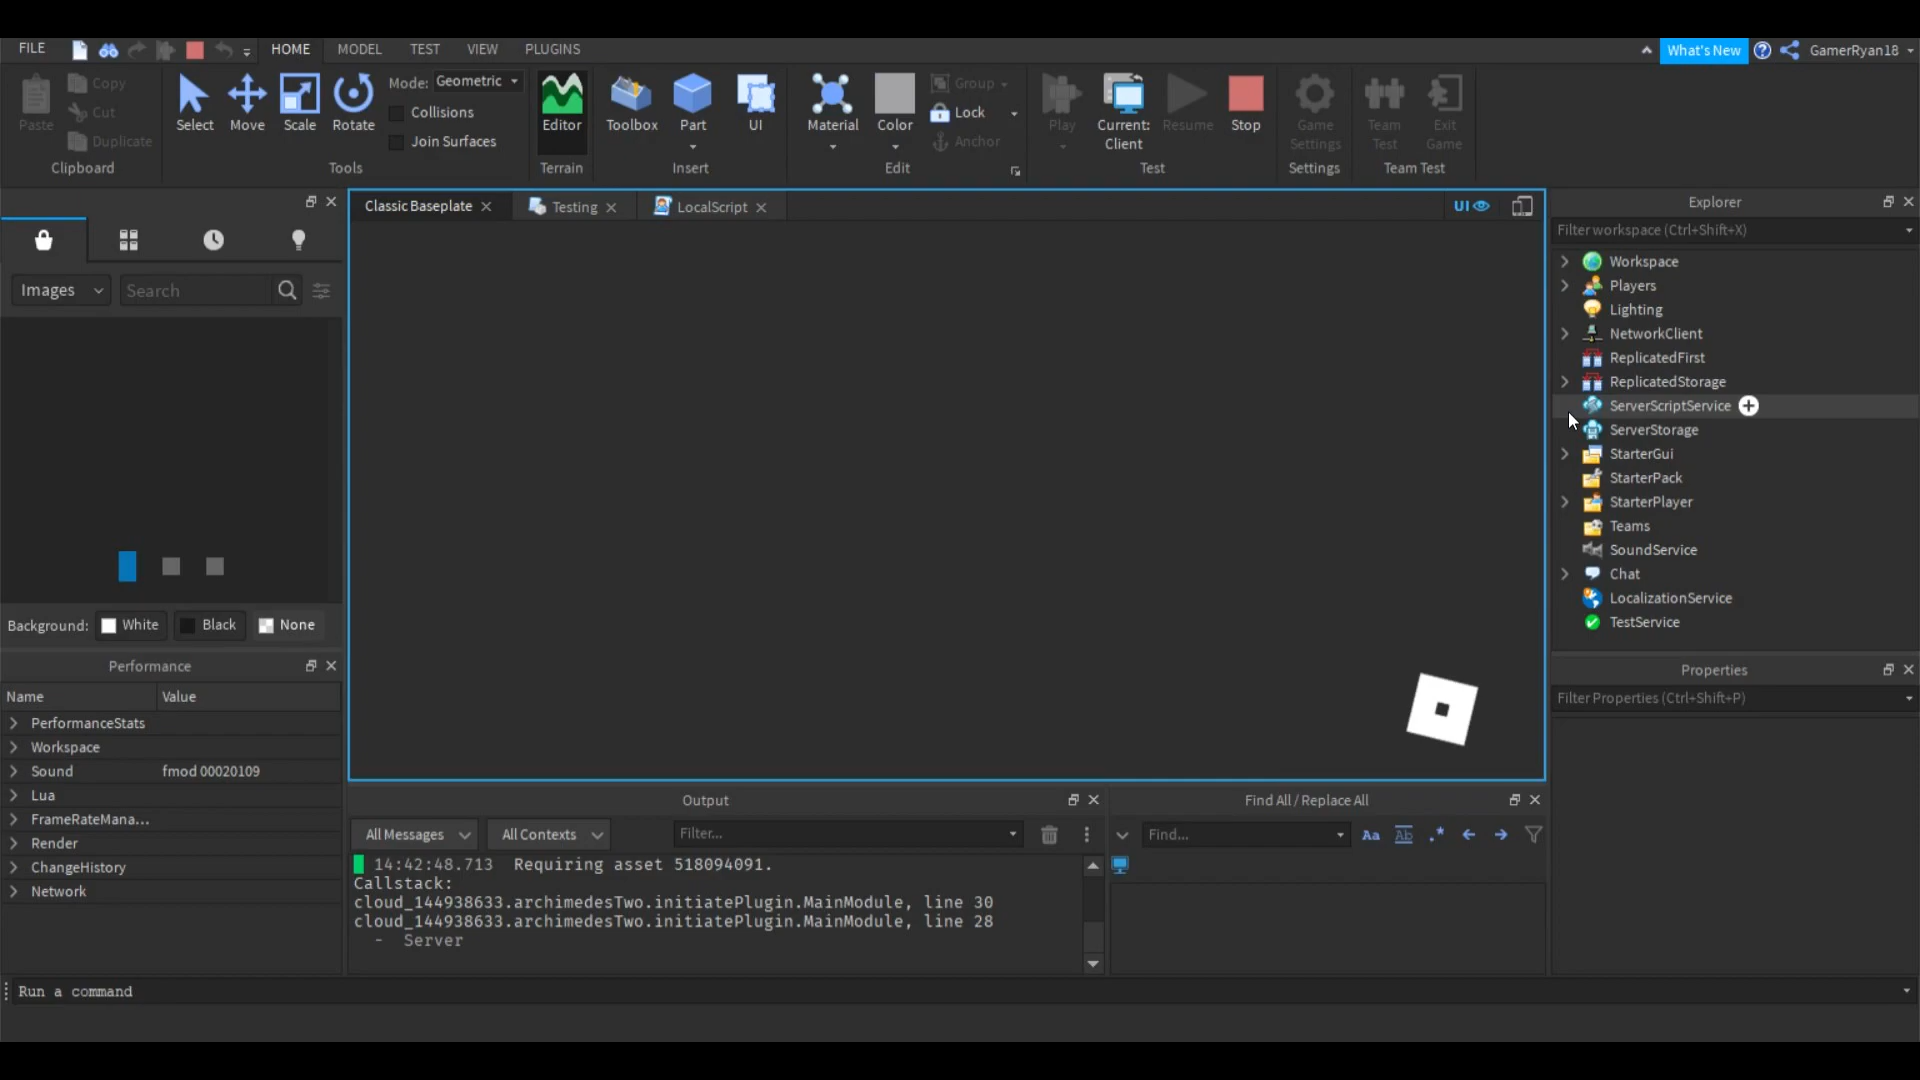 FILE HOME MODEL TEST VIEW PLUGINS What's New GamerRyan18
Paste Copy Cut Duplicate
Clipboard
Select Move Scale Rotate
Mode: Geometric
Collisions
Join Surfaces
Tools
Editor
Terrain
Toolbox Part UI
Insert
Material Color
Group
Lock
Anchor
Edit
Play Current: Client Resume Stop
Test
Game Settings
Settings
Team Test Exit Game
Team Test
Classic Baseplate Testing LocalScript UI
Images Search
Background: White Black None
Performance
Name Value
PerformanceStats
Workspace
Sound fmod 00020109
Lua
FrameRateMana...
Render
ChangeHistory
Network
Output
All Messages All Contexts Filter...
14:42:48.713 Requiring asset 518094091.
Callstack:
cloud_144938633.archimedesTwo.initiatePlugin.MainModule, line 30
cloud_144938633.archimedesTwo.initiatePlugin.MainModule, line 28
- Server
Find All / Replace All
Find... Aa Ab .*
Explorer
Filter workspace (Ctrl+Shift+X)
Workspace
Players
Lighting
NetworkClient
ReplicatedFirst
ReplicatedStorage
ServerScriptService
ServerStorage
StarterGui
StarterPack
StarterPlayer
Teams
SoundService
Chat
LocalizationService
TestService
Properties
Filter Properties (Ctrl+Shift+P)
Run a command